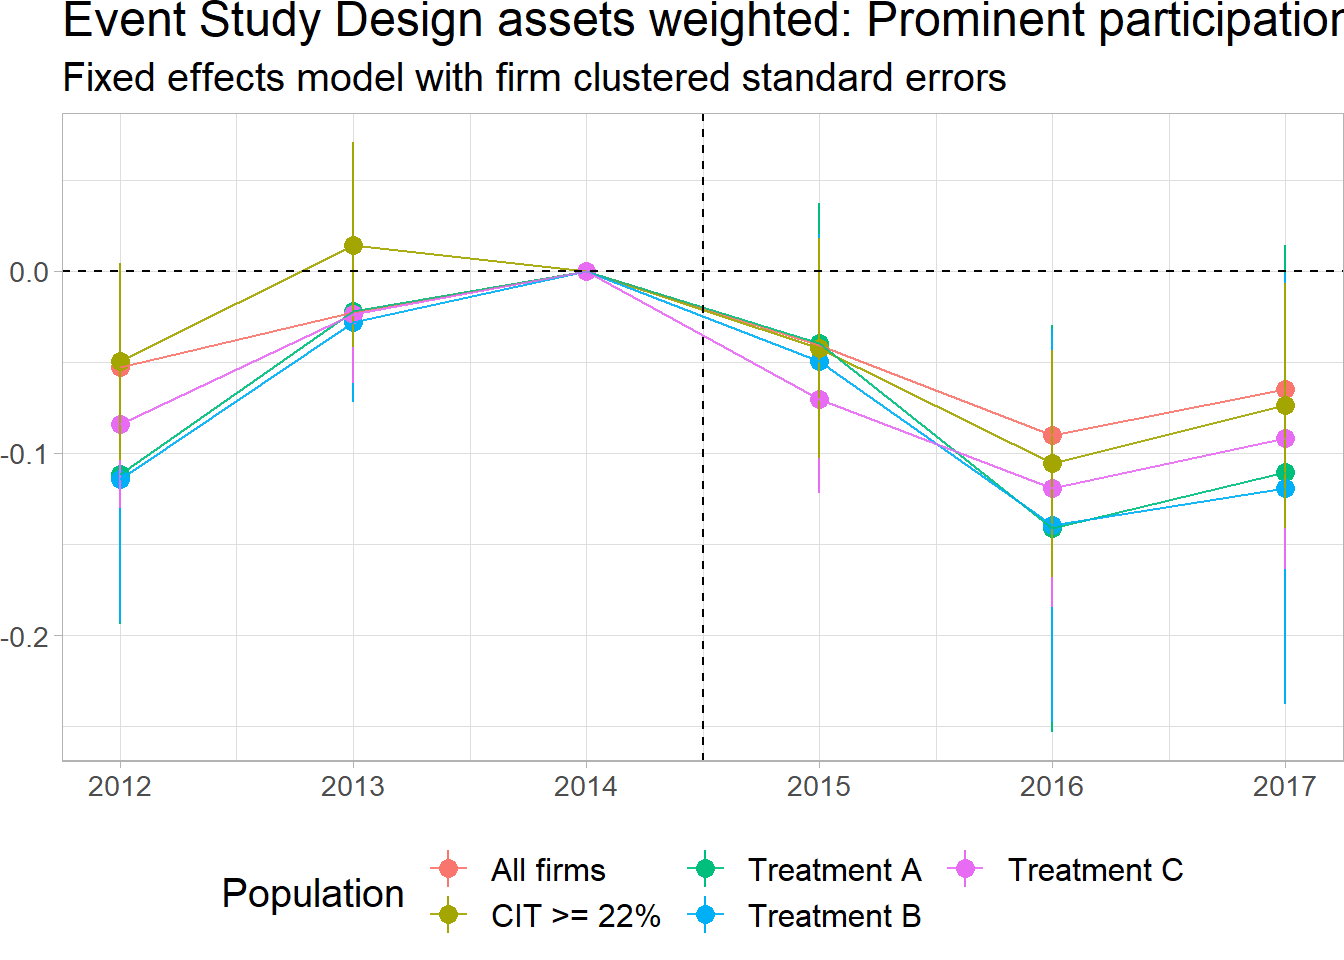 Event Study Design assets weighted: Prominent participation
Fixed effects model with firm clustered standard errors
0.0
-0.1
-0.2
2012 2013 2014 2015 2016 2017
Population
All firms Treatment A Treatment C
CIT >= 22% Treatment B